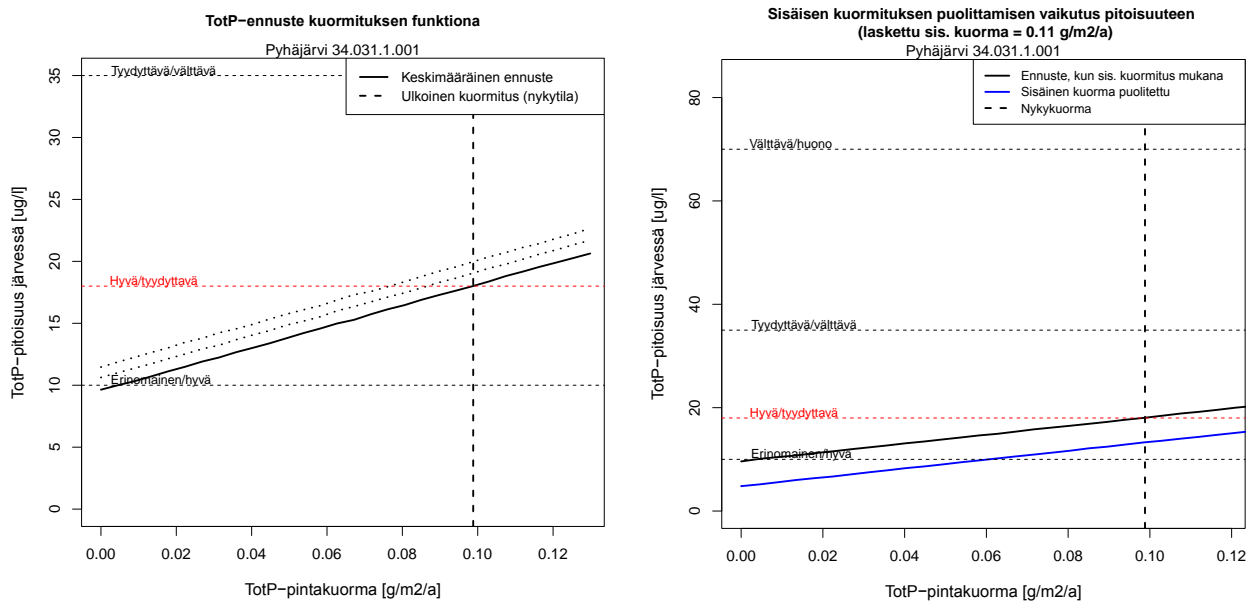 TotP−ennuste kuormituksen funktiona
Pyhäjärvi 34.031.1.001
Tyydyttävä/välttävä
Keskimääräinen ennuste
Ulkoinen kuormitus (nykytila)
Hyvä/tyydyttavä
Erinomainen/hyvä
TotP−pitoisuus järvessä [ug/l]
35
30
25
20
15
10
5
0
0.00 0.02 0.04 0.06 0.08 0.10 0.12
TotP−pintakuorma [g/m2/a]
Sisäisen kuormituksen puolittamisen vaikutus pitoisuuteen
(laskettu sis. kuorma = 0.11 g/m2/a)
Pyhäjärvi 34.031.1.001
Ennuste, kun sis. kuormitus mukana
Sisäinen kuorma puolitettu
Nykykuorma
Välttävä/huono
Tyydyttävä/välttävä
Hyvä/tyydyttavä
Erinomainen/hyvä
TotP−pitoisuus järvessä [ug/l]
80
60
40
20
0
0.00 0.02 0.04 0.06 0.08 0.10 0.12
TotP−pintakuorma [g/m2/a]